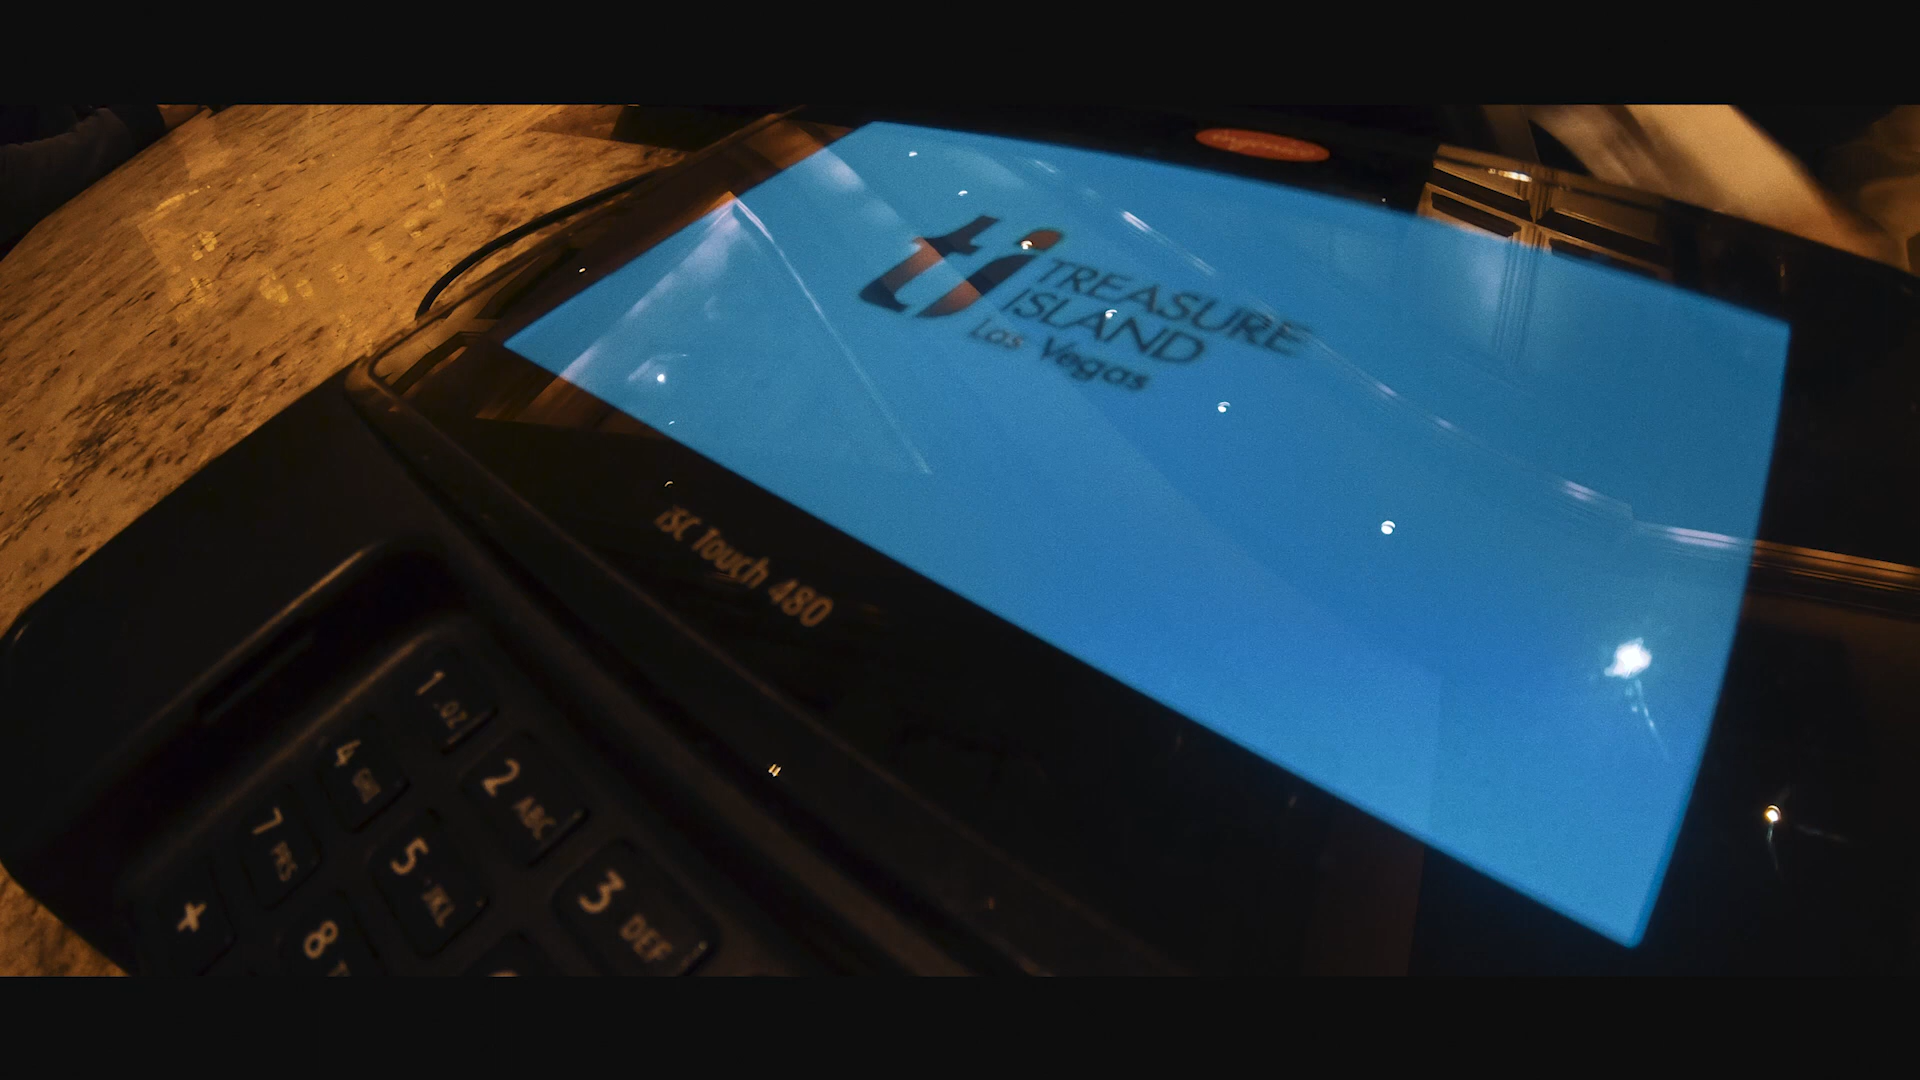 ti
TREASURE
ISLAND
Las Vegas
iSC Touch 480
1 .QZ
2 ABC
3 DEF
4 GHI
5 JKL
7 PRS
8
+